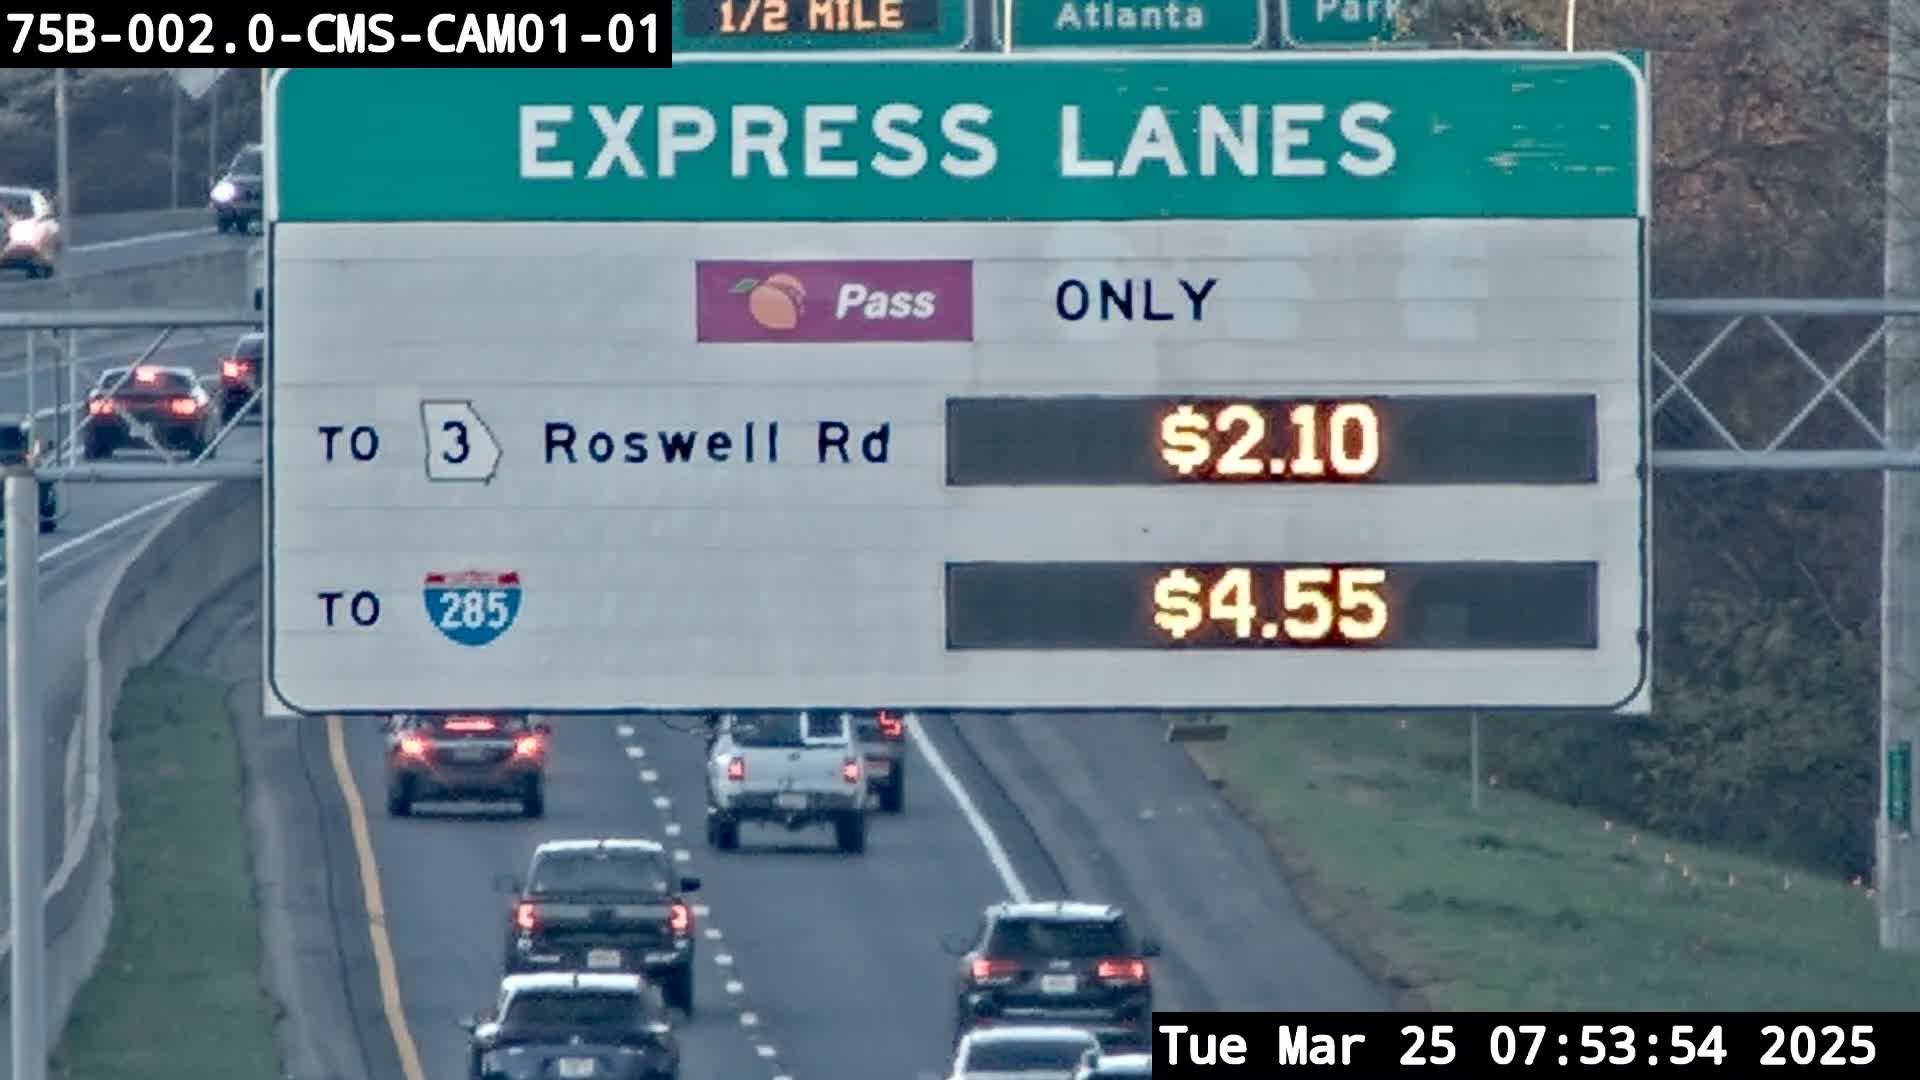 75B-002.0-CMS-CAM01-01
1/2 MILE
Atlanta
Park
EXPRESS LANES
Pass ONLY
TO 3 Roswell Rd $2.10
TO 285 $4.55
Tue Mar 25 07:53:54 2025